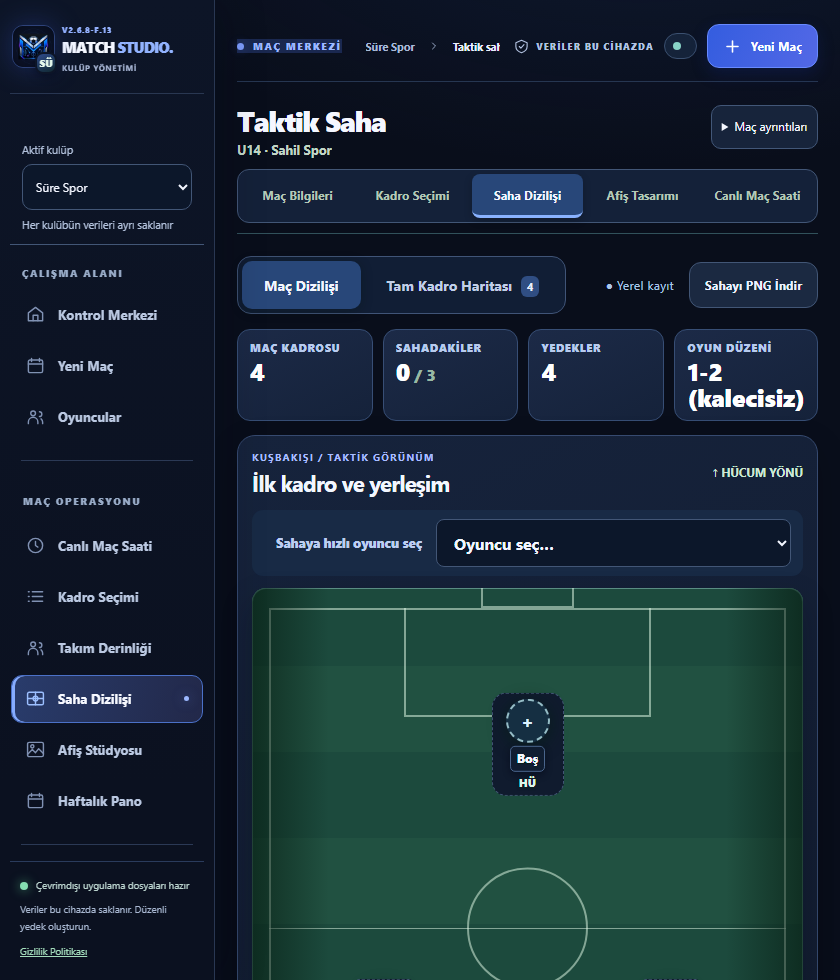 V2.6.8-F.13
MATCH STUDIO.
SÜ
KULÜP YÖNETİMİ
Aktif kulüp
Süre Spor
Her kulübün verileri ayrı saklanır
ÇALIŞMA ALANI
Kontrol Merkezi
Yeni Maç
Oyuncular
MAÇ OPERASYONU
Canlı Maç Saati
Kadro Seçimi
Takım Derinliği
Saha Dizilişi
Afiş Stüdyosu
Haftalık Pano
Çevrimdışı uygulama dosyaları hazır
Veriler bu cihazda saklanır. Düzenli
yedek oluşturun.
Gizlilik Politikası
MAÇ MERKEZİ Süre Spor > Taktik sal VERİLER BU CİHAZDA + Yeni Maç
Taktik Saha
U14 - Sahil Spor
▶ Maç ayrıntıları
Maç Bilgileri Kadro Seçimi Saha Dizilişi Afiş Tasarımı Canlı Maç Saati
Maç Dizilişi Tam Kadro Haritası 4 ● Yerel kayıt Sahayı PNG İndir
MAÇ KADROSU
4
SAHADAKİLER
0 / 3
YEDEKLER
4
OYUN DÜZENİ
1-2
(kalecisiz)
KUŞBAKIŞI / TAKTİK GÖRÜNÜM
İlk kadro ve yerleşim
↑ HÜCUM YÖNÜ
Sahaya hızlı oyuncu seç Oyuncu seç...
+
Boş
HÜ